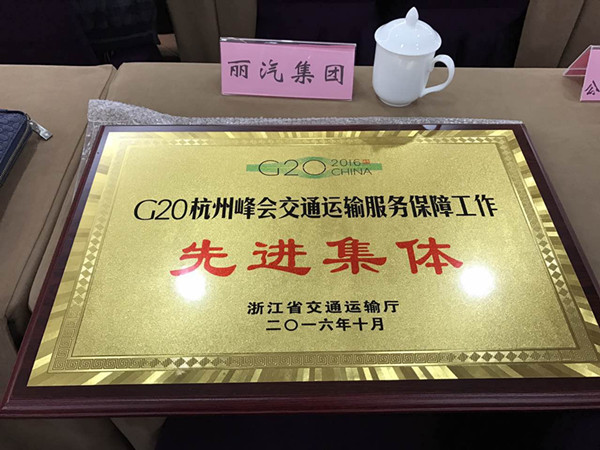 丽汽集团
公
G20 2016
CHINA
G20杭州峰会交通运输服务保障工作
先进集体
浙江省交通运输厅
二〇一六年十月